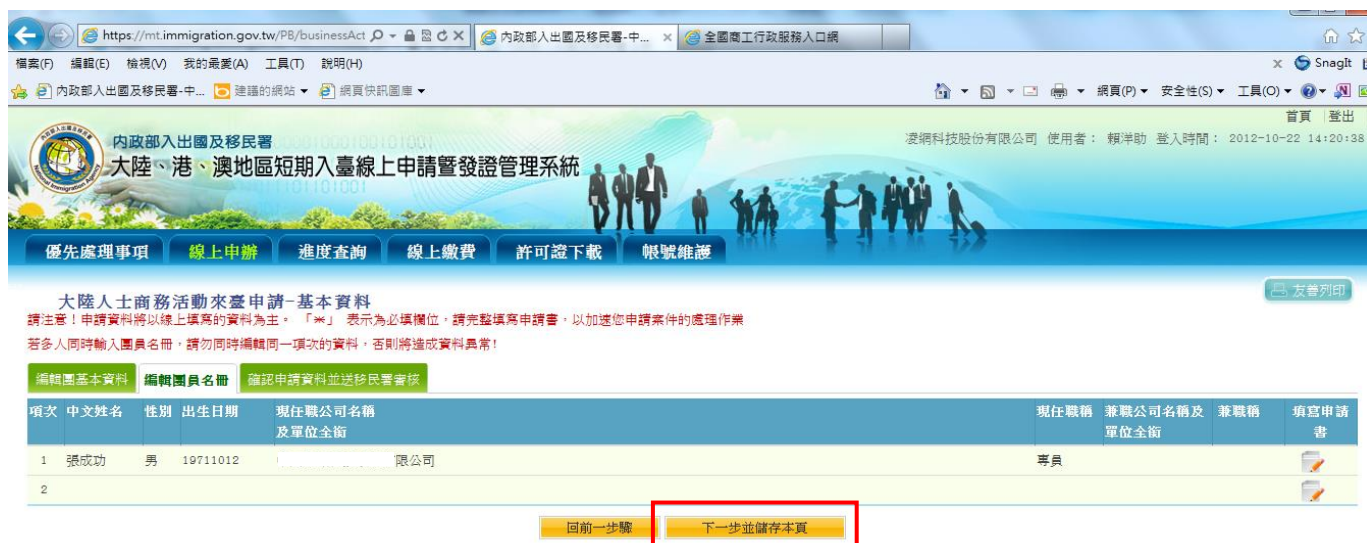 https://mt.immigration.gov.tw/PB/businessAct
內政部入出國及移民署-中...
全國商工行政服務入口網
檔案(F) 編輯(E) 檢視(V) 我的最愛(A) 工具(T) 說明(H)
x SnagIt
內政部入出國及移民署-中... 建議的網站 網頁快訊圖庫
網頁(P) 安全性(S) 工具(O)
首頁 登出
內政部入出國及移民署
凌網科技股份有限公司 使用者： 賴洋助 登入時間： 2012-10-22 14:20:38
大陸、港、澳地區短期入臺線上申請暨發證管理系統
優先處理事項 線上申辦 進度查詢 線上繳費 許可證下載 帳號維護
友善列印
大陸人士商務活動來臺申請-基本資料
請注意！申請資料將以線上填寫的資料為主。 「＊」 表示為必填欄位，請完整填寫申請書，以加速您申請案件的處理作業
若多人同時輸入團員名冊，請勿同時編輯同一項次的資料，否則將造成資料異常!
編輯團基本資料 編輯團員名冊 確認申請資料並送移民署審核
項次 中文姓名 性別 出生日期 現任職公司名稱及單位全銜 現任職稱 兼職公司名稱及單位全銜 兼職稱 填寫申請書
1 張成功 男 19711012 限公司 專員
2
回前一步驟 下一步並儲存本頁